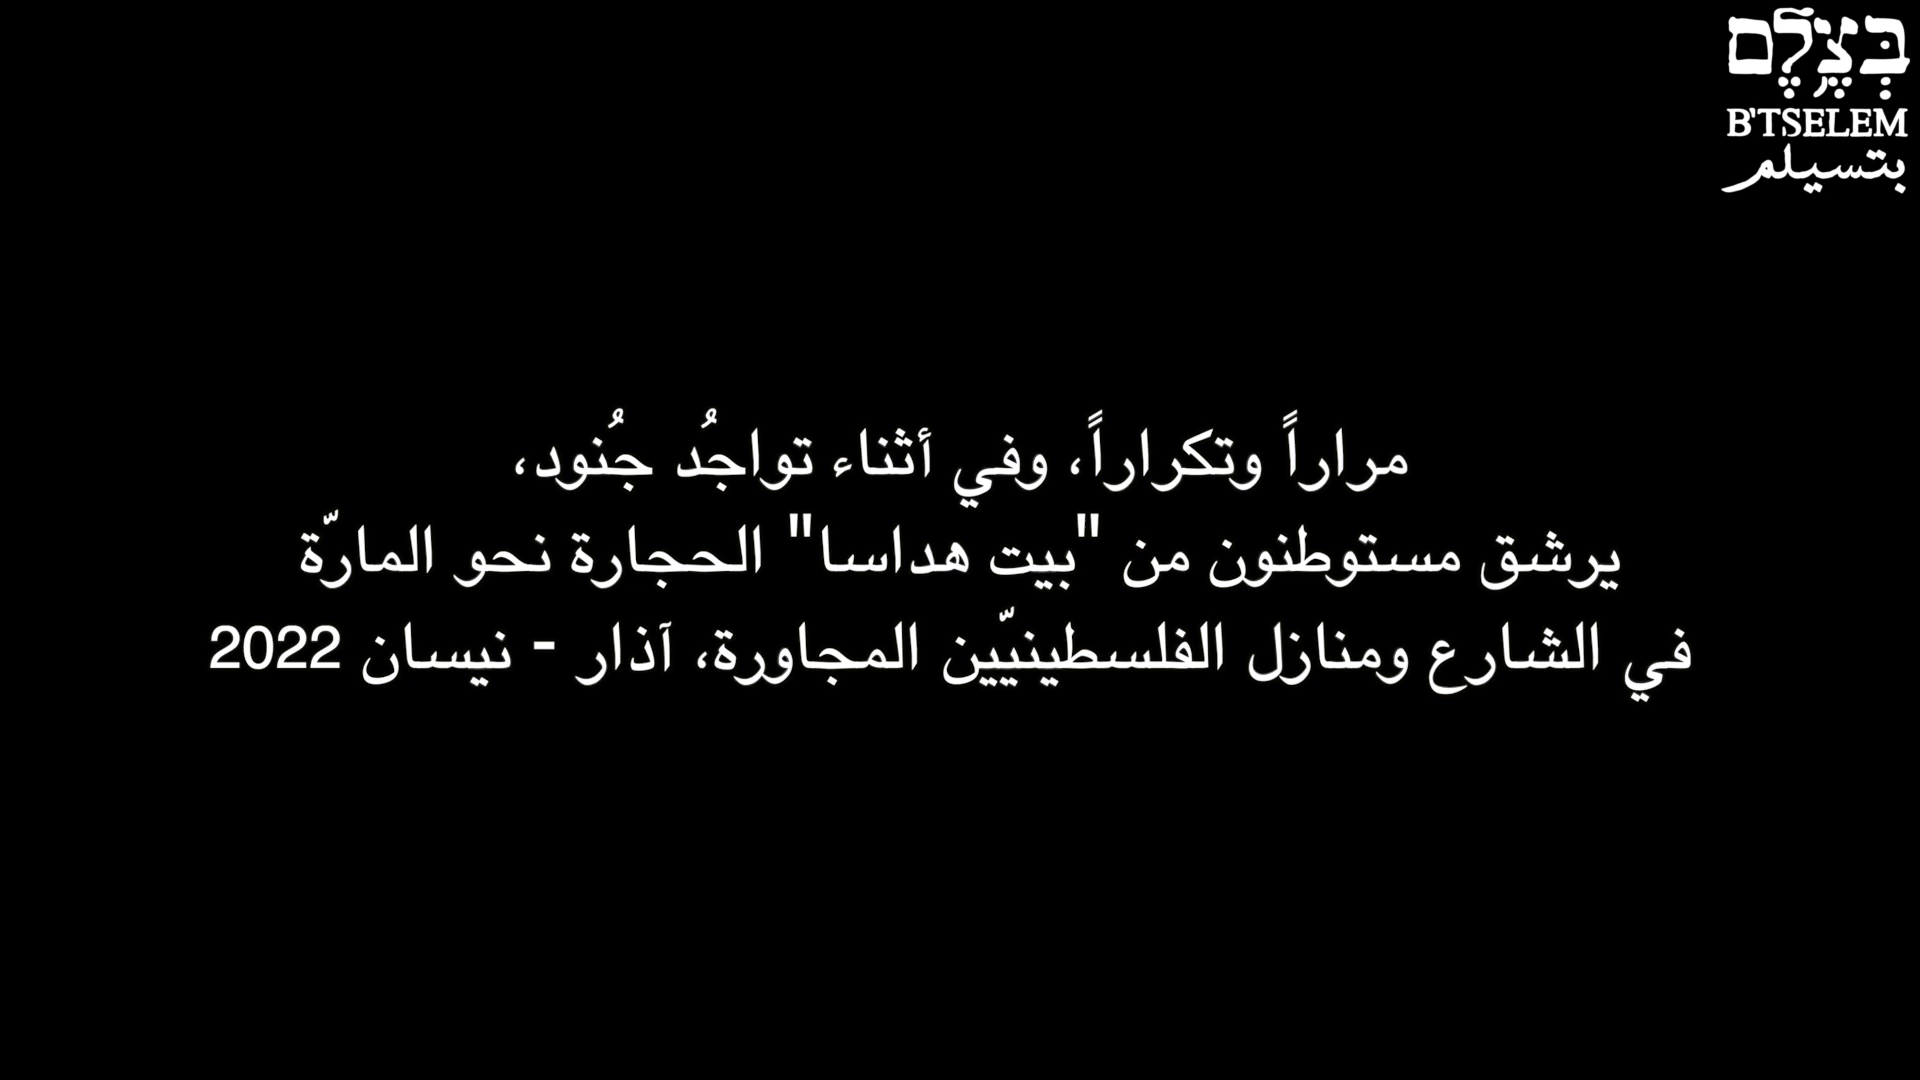 בְּצֶלֶם
B'TSELEM
بتسيلم
مراراً وتكراراً، وفي أثناء تواجُد جُنود،
يرشق مستوطنون من "بيت هداسا" الحجارة نحو المارّة
في الشارع ومنازل الفلسطينيّين المجاورة، آذار - نيسان 2022